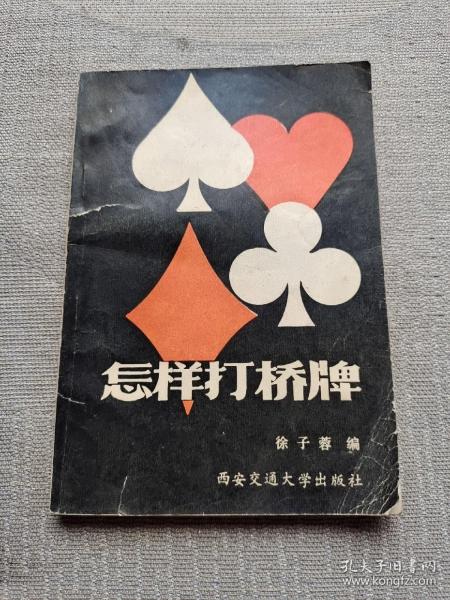 怎样打桥牌
徐子蓉 编
西安交通大学出版社
孔夫子旧书网
www.kongfz.com